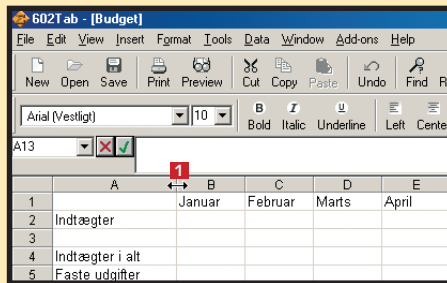 602Tab - [Budget]
File Edit View Insert Format Tools Data Window Add-ons Help
New Open Save Print Preview Cut Copy Paste Undo Find R
Arial (Vestligt) 10 B Bold I Italic U Underline Left Cente
A13
1
A B C D E
1 Januar Februar Marts April
2 Indtægter
3
4 Indtægter i alt
5 Faste udgifter